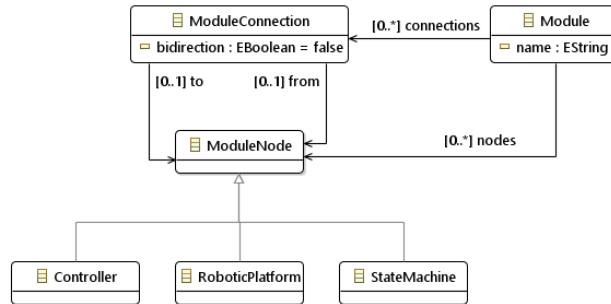 ModuleConnection
bidirection : EBoolean = false
[0..*] connections
Module
name : EString
[0..1] to
[0..1] from
ModuleNode
[0..*] nodes
Controller
RoboticPlatform
StateMachine